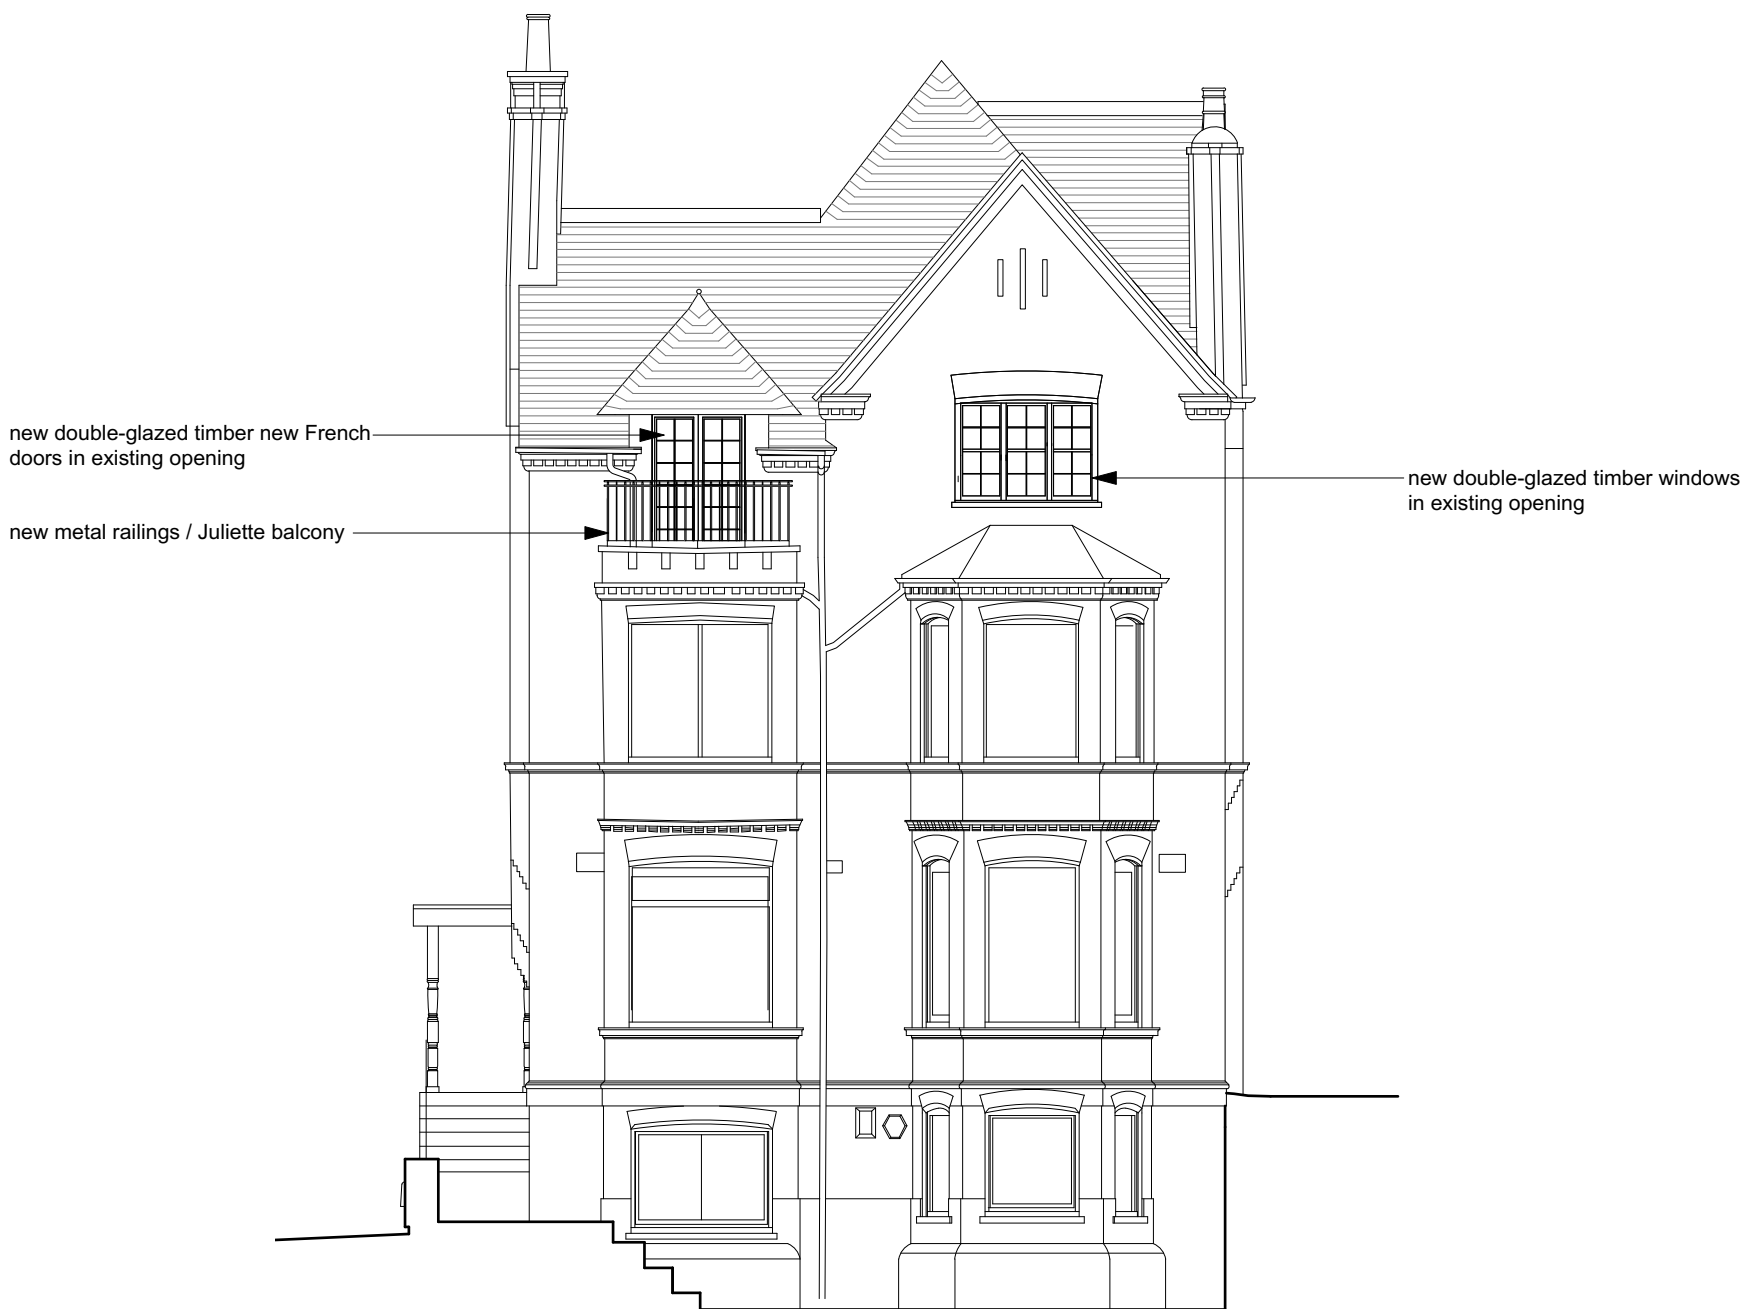 new double-glazed timber new French
doors in existing opening
new metal railings / Juliette balcony
new double-glazed timber windows
in existing opening